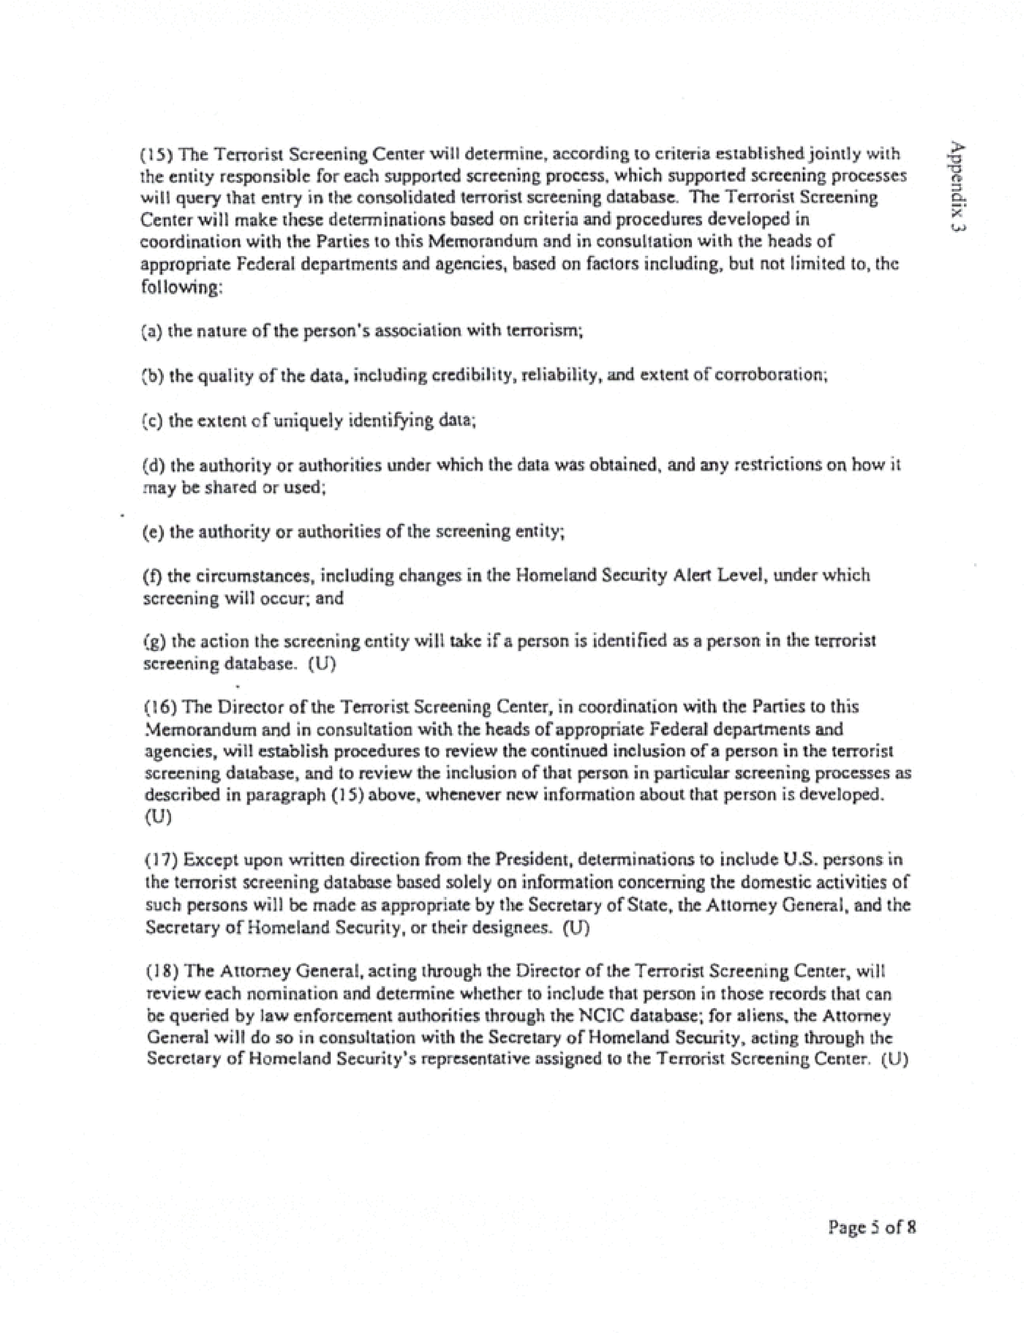 (15) The Terrorist Screening Center will determine, according to criteria established jointly with
the entity responsible for each supported screening process, which supported screening processes
will query that entry in the consolidated terrorist screening database. The Terrorist Screening
Center will make these determinations based on criteria and procedures developed in
coordination with the Parties to this Memorandum and in consultation with the heads of
appropriate Federal departments and agencies, based on factors including, but not limited to, the
following:
(a) the nature of the person's association with terrorism;
(b) the quality of the data, including credibility, reliability, and extent of corroboration;
(c) the extent of uniquely identifying data;
(d) the authority or authorities under which the data was obtained, and any restrictions on how it
may be shared or used;
(e) the authority or authorities of the screening entity;
(f) the circumstances, including changes in the Homeland Security Alert Level, under which
screening will occur; and
(g) the action the screening entity will take if a person is identified as a person in the terrorist
screening database. (U)
(16) The Director of the Terrorist Screening Center, in coordination with the Parties to this
Memorandum and in consultation with the heads of appropriate Federal departments and
agencies, will establish procedures to review the continued inclusion of a person in the terrorist
screening database, and to review the inclusion of that person in particular screening processes as
described in paragraph (15) above, whenever new information about that person is developed.
(U)
(17) Except upon written direction from the President, determinations to include U.S. persons in
the terrorist screening database based solely on information concerning the domestic activities of
such persons will be made as appropriate by the Secretary of State, the Attorney General, and the
Secretary of Homeland Security, or their designees. (U)
(18) The Attorney General, acting through the Director of the Terrorist Screening Center, will
review each nomination and determine whether to include that person in those records that can
be queried by law enforcement authorities through the NCIC database; for aliens, the Attorney
General will do so in consultation with the Secretary of Homeland Security, acting through the
Secretary of Homeland Security's representative assigned to the Terrorist Screening Center. (U)
Appendix 3
Page 5 of 8